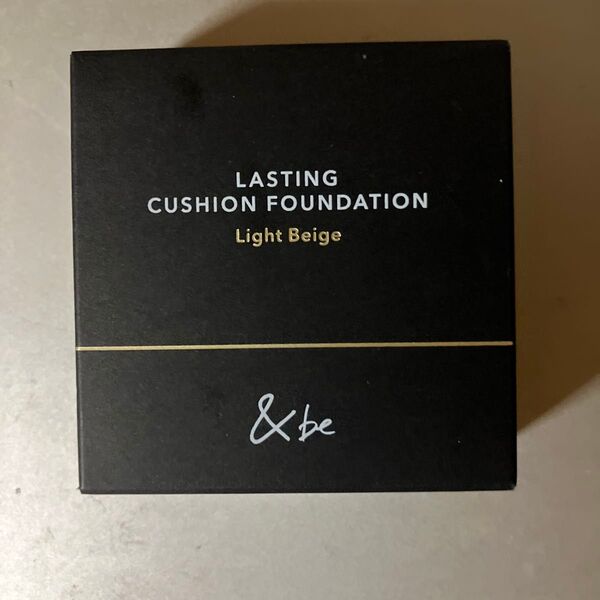 LASTING
CUSHION FOUNDATION
Light Beige
&be